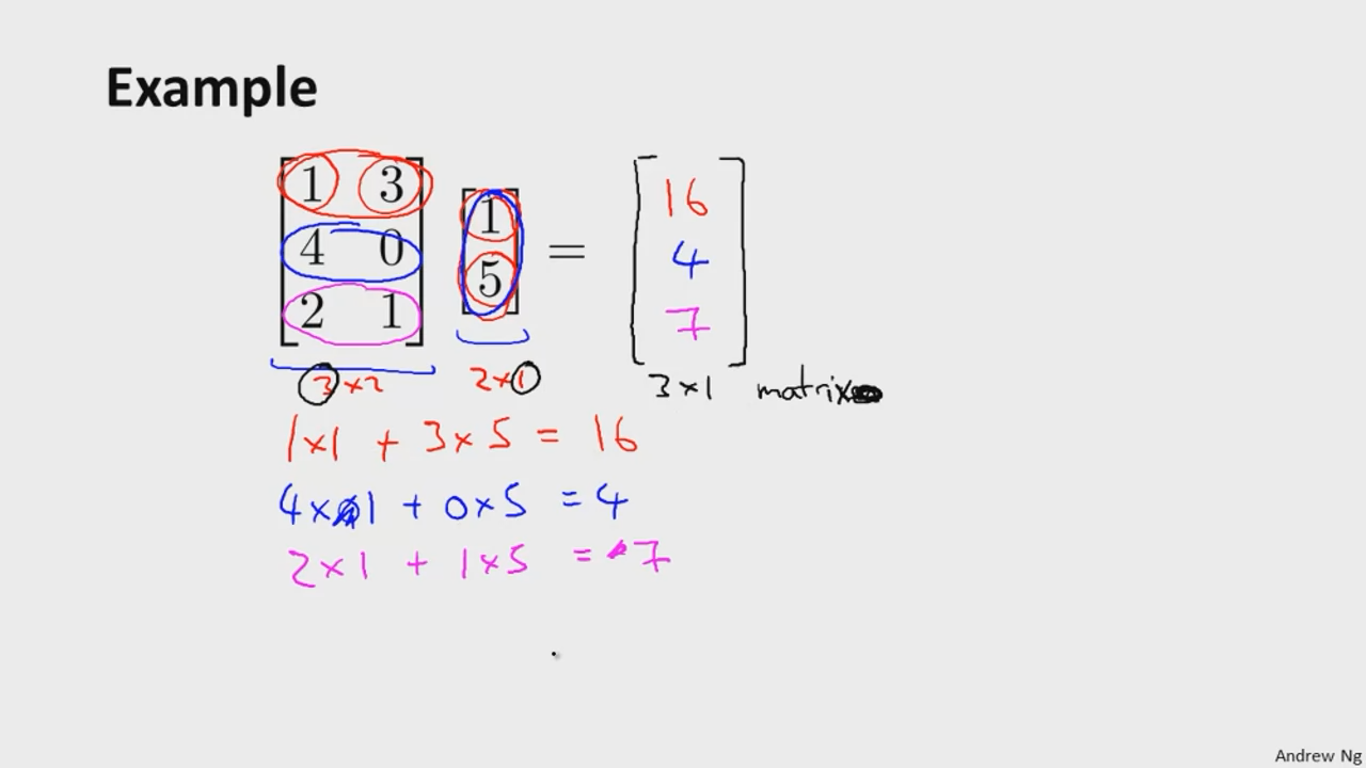 Example
1 3
4 0
2 1
1
5
=
16
4
7
3×2
2×1
3×1 matrix
1×1 + 3×5 = 16
4×1 + 0×5 = 4
2×1 + 1×5 = 7
Andrew Ng